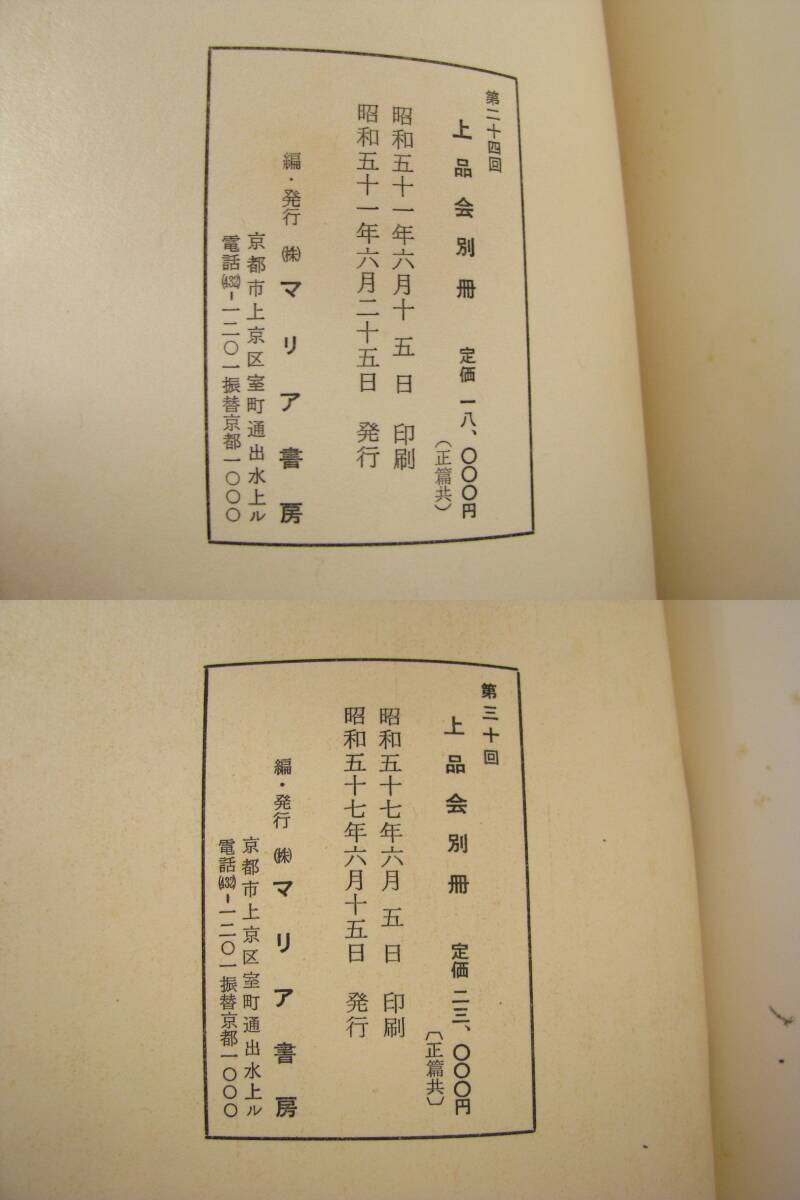 第二十四回
上品会別冊　定価 一八、〇〇〇円
（正篇共）
昭和五十一年六月十五日　印刷
昭和五十一年六月二十五日　発行
編・発行　㈱マリア書房
京都市上京区室町通出水上ル
電話(432)-一二〇一振替京都一〇〇〇
第三十回
上品会別冊　定価 二三、〇〇〇円
〔正篇共〕
昭和五十七年六月五日　印刷
昭和五十七年六月十五日　発行
編・発行　㈱マリア書房
京都市上京区室町通出水上ル
電話(432)-一二〇一振替京都一〇〇〇